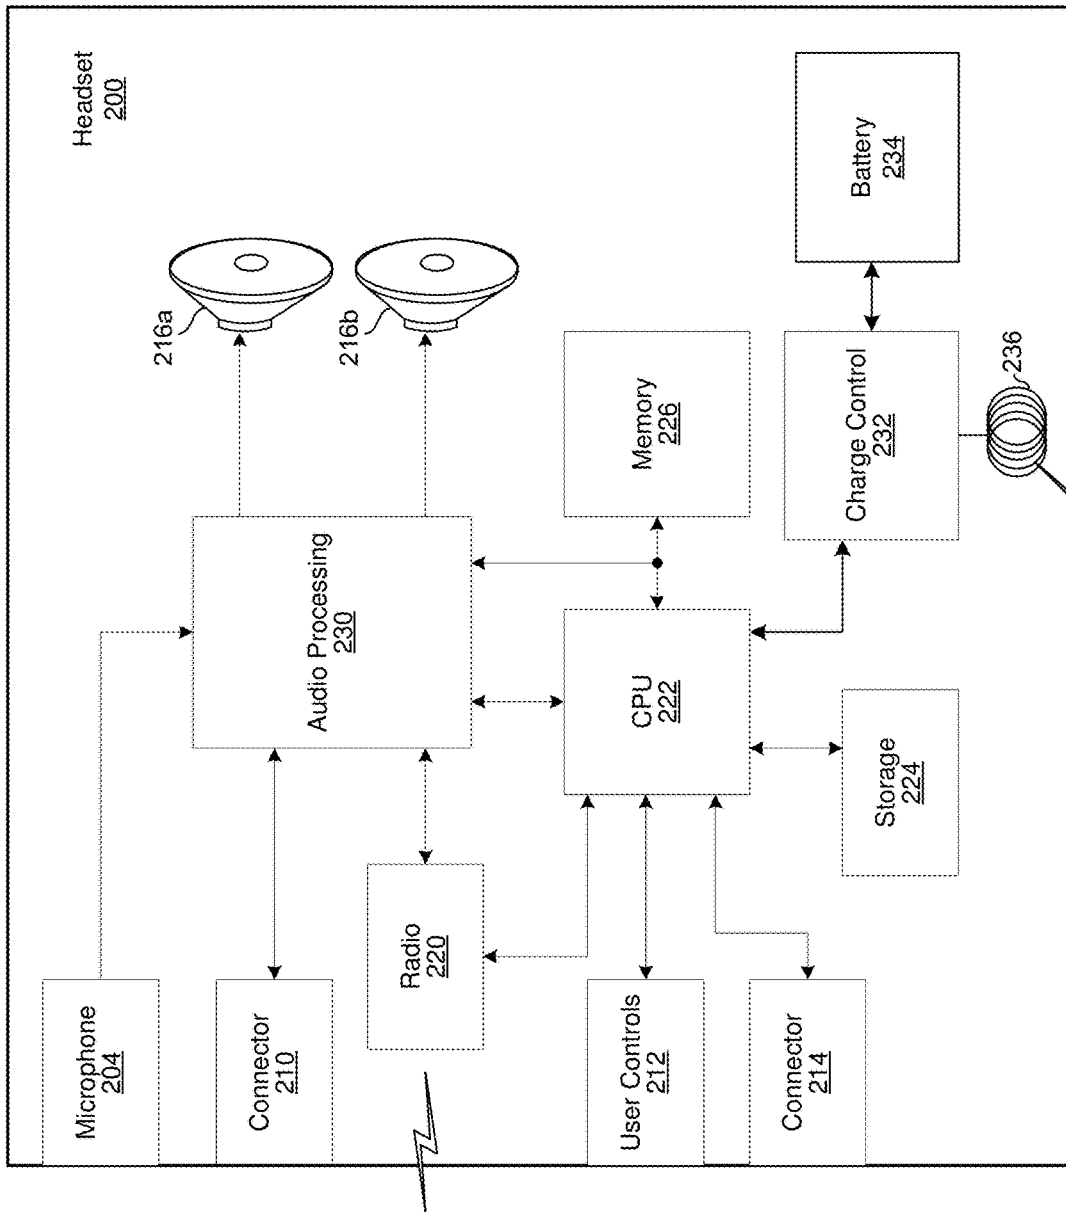 Headset
200
Microphone
204
Connector
210
Radio
220
User Controls
212
Connector
214
Audio Processing
230
CPU
222
Storage
224
Memory
226
216a
216b
Charge Control
232
236
Battery
234